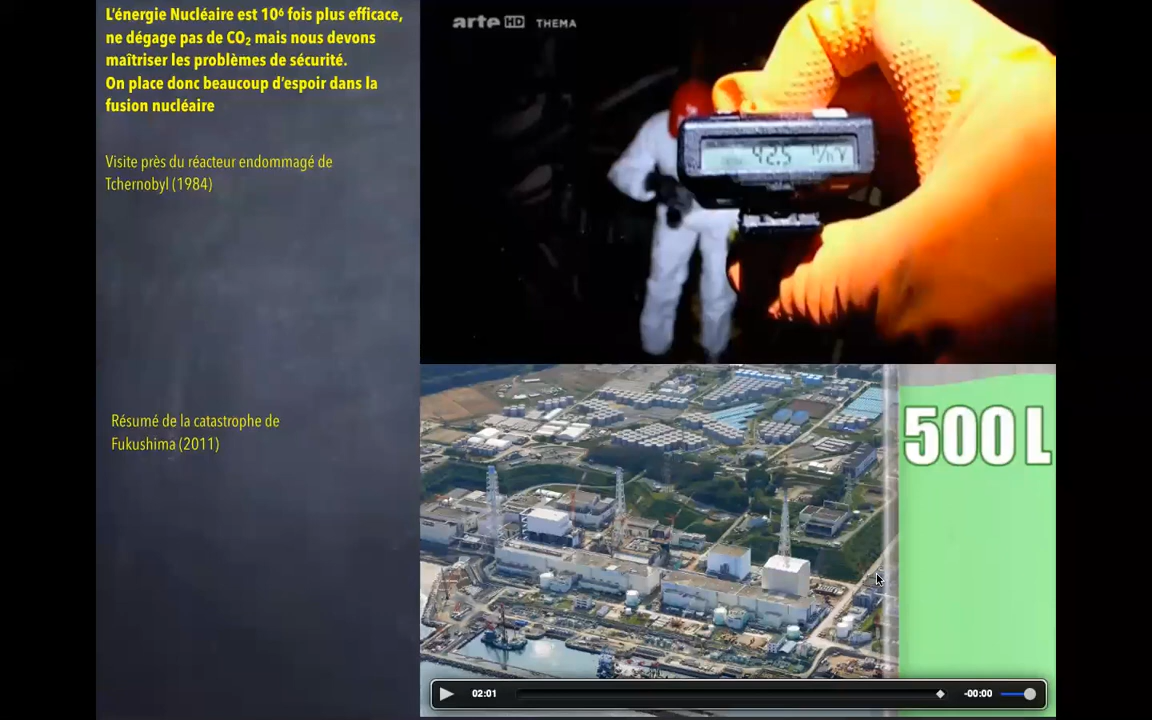 L'énergie Nucléaire est 10⁶ fois plus efficace,
ne dégage pas de CO₂ mais nous devons
maîtriser les problèmes de sécurité.
On place donc beaucoup d'espoir dans la
fusion nucléaire
Visite près du réacteur endommagé de
Tchernobyl (1984)
Résumé de la catastrophe de
Fukushima (2011)
arte HD THEMA
42.5
500 L
02:01
-00:00